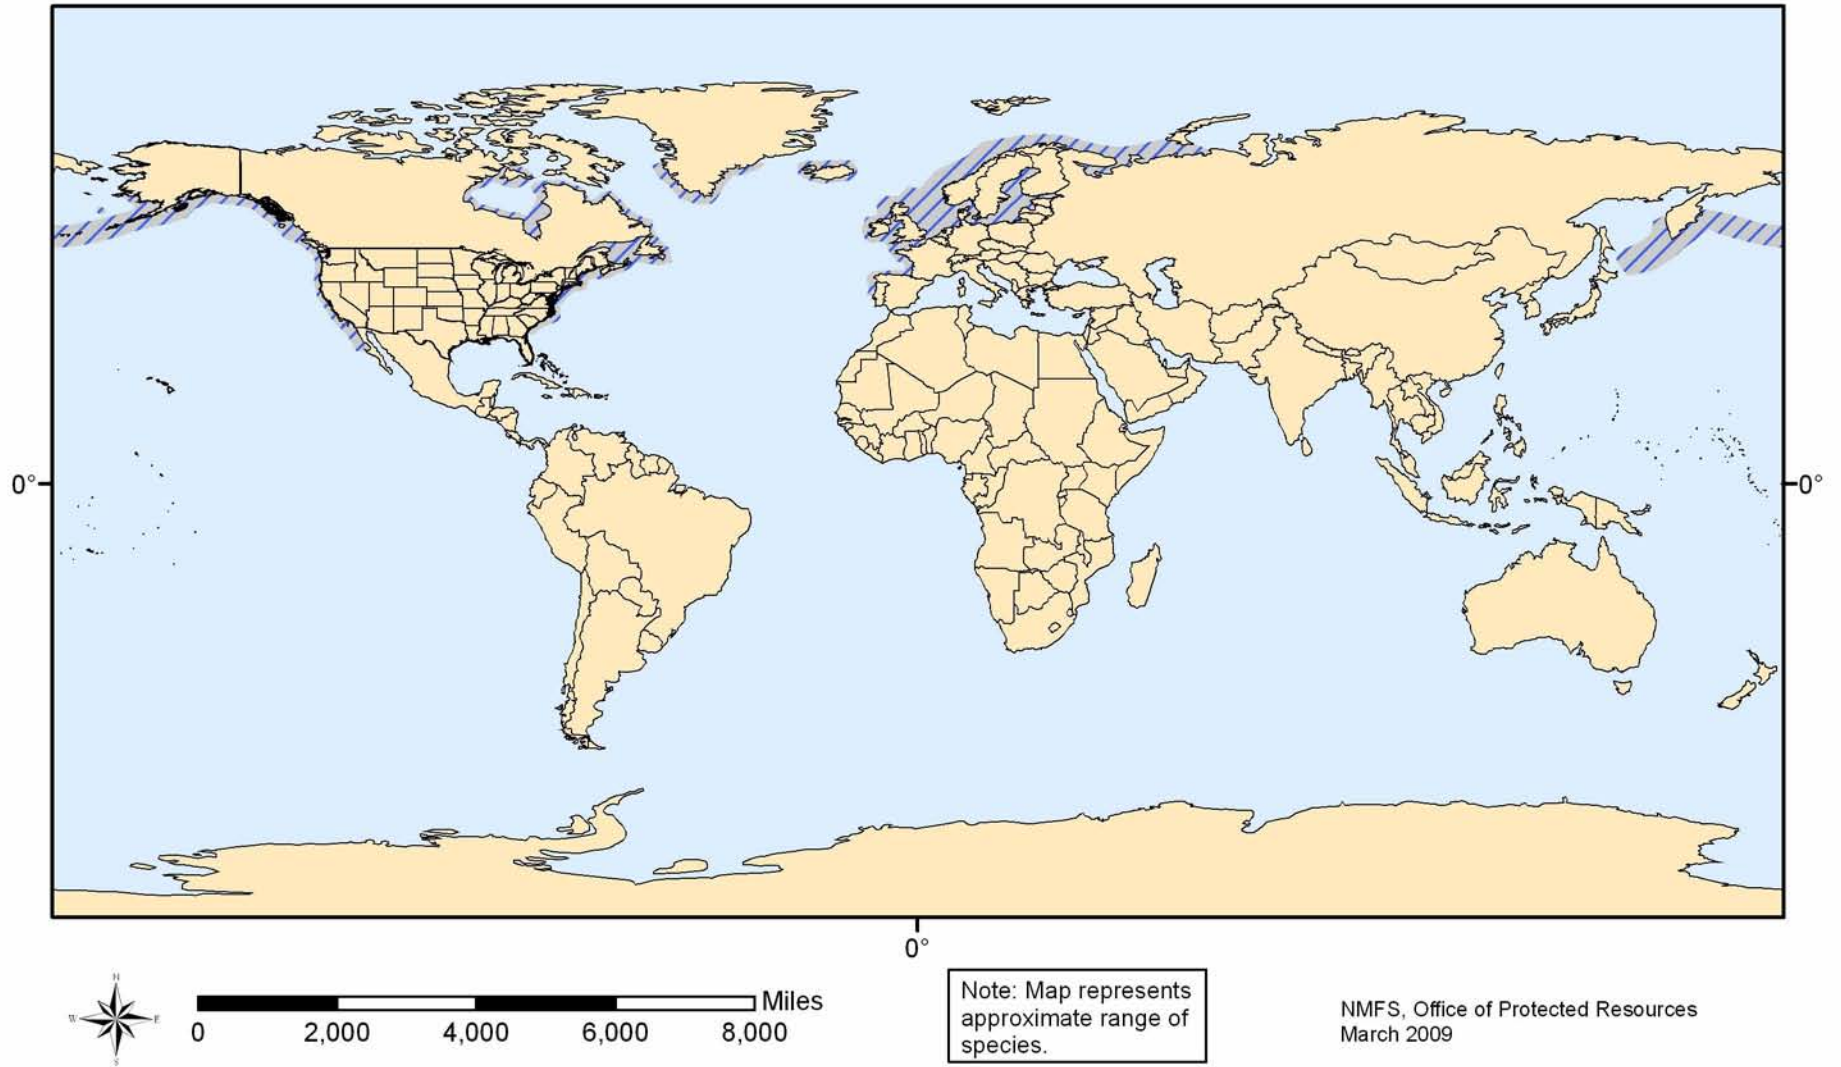 0°
0°
0°
N
W
E
S
Miles
0
2,000
4,000
6,000
8,000
Note: Map represents
approximate range of
species.
NMFS, Office of Protected Resources
March 2009